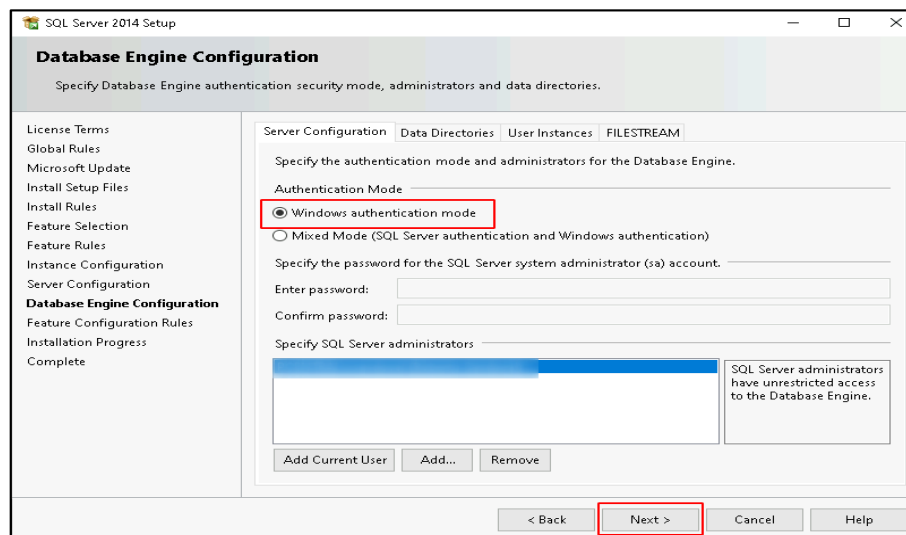 SQL Server 2014 Setup
Database Engine Configuration
Specify Database Engine authentication security mode, administrators and data directories.
License Terms
Global Rules
Microsoft Update
Install Setup Files
Install Rules
Feature Selection
Feature Rules
Instance Configuration
Server Configuration
Database Engine Configuration
Feature Configuration Rules
Installation Progress
Complete
Server Configuration Data Directories User Instances FILESTREAM
Specify the authentication mode and administrators for the Database Engine.
Authentication Mode
Windows authentication mode
Mixed Mode (SQL Server authentication and Windows authentication)
Specify the password for the SQL Server system administrator (sa) account.
Enter password:
Confirm password:
Specify SQL Server administrators
SQL Server administrators
have unrestricted access
to the Database Engine.
Add Current User Add... Remove
< Back Next > Cancel Help